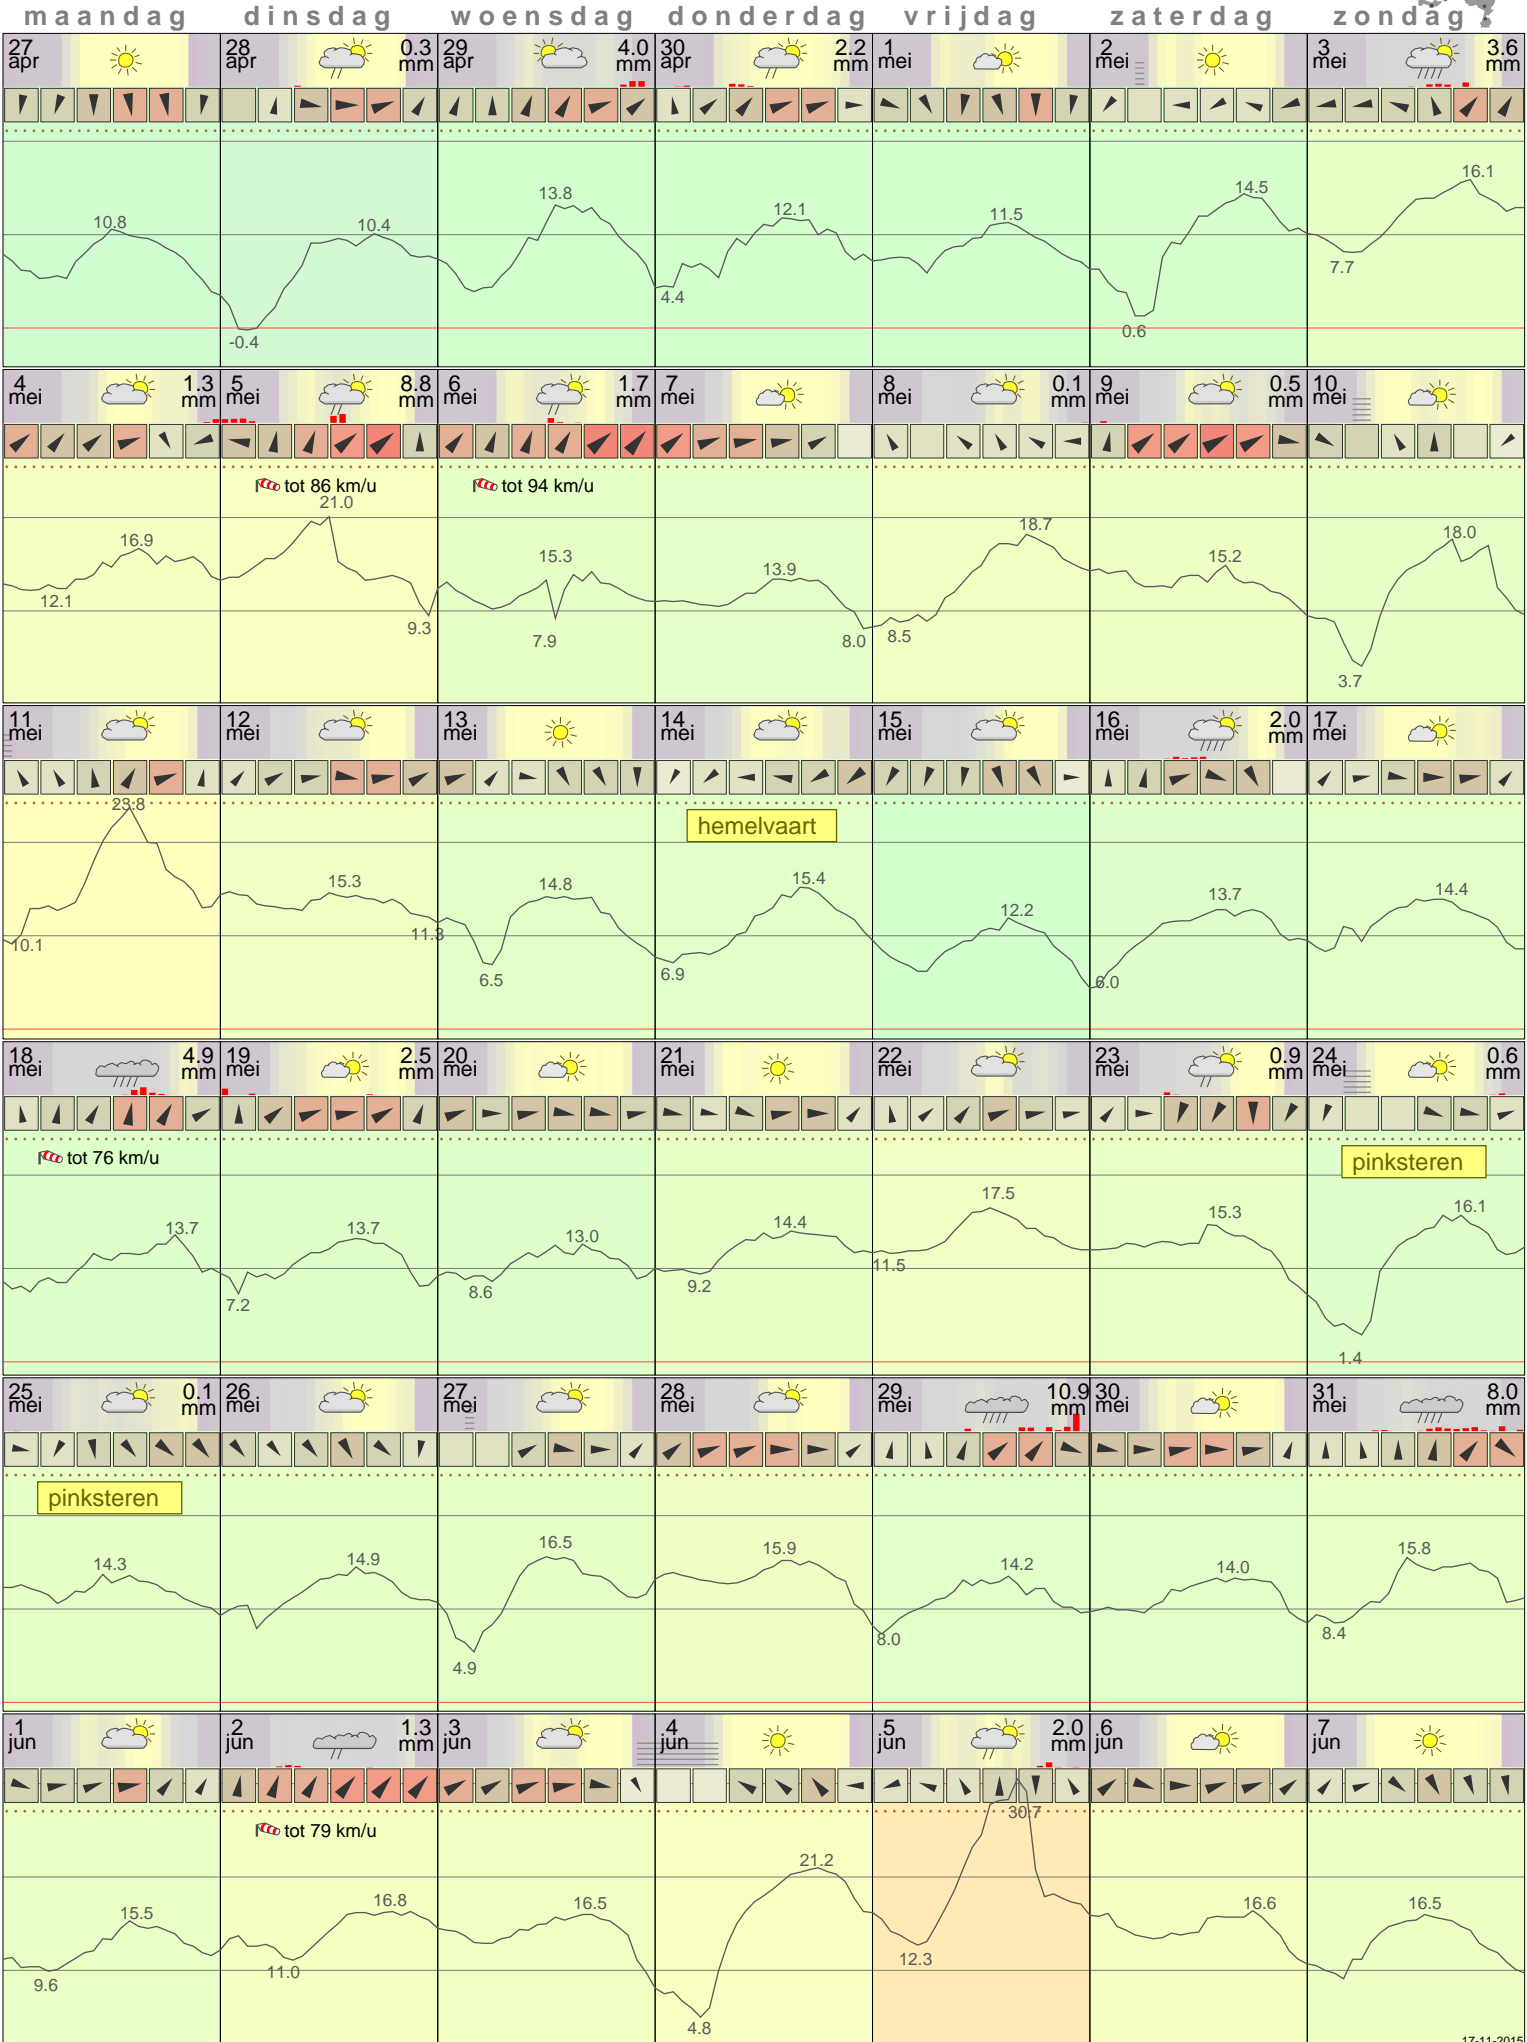 maandag dinsdag woensdag donderdag vrijdag zaterdag zondag
27 apr
28 apr 0.3 mm
29 apr 4.0 mm
30 apr 2.2 mm
1 mei
2 mei
3 mei 3.6 mm
10.8
-0.4 10.4
13.8
4.4 12.1
11.5
0.6 14.5
7.7 16.1
4 mei 1.3 mm
5 mei 8.8 mm
6 mei 1.7 mm
7 mei
8 mei 0.1 mm
9 mei 0.5 mm
10 mei
tot 86 km/u
tot 94 km/u
12.1 16.9
21.0 9.3
15.3 7.9
13.9 8.0
8.5 18.7
15.2
3.7 18.0
11 mei
12 mei
13 mei
14 mei
15 mei
16 mei 2.0 mm
17 mei
hemelvaart
10.1 23.8
15.3 11.3
6.5 14.8
6.9 15.4
12.2
6.0 13.7
14.4
18 mei 4.9 mm
19 mei 2.5 mm
20 mei
21 mei
22 mei
23 mei 0.9 mm
24 mei 0.6 mm
tot 76 km/u
pinksteren
13.7
7.2 13.7
8.6 13.0
9.2 14.4
11.5 17.5
15.3
1.4 16.1
25 mei 0.1 mm
26 mei
27 mei
28 mei
29 mei 10.9 mm
30 mei
31 mei 8.0 mm
pinksteren
14.3
14.9
4.9 16.5
15.9
8.0 14.2
14.0
8.4 15.8
1 jun
2 jun 1.3 mm
3 jun
4 jun
5 jun 2.0 mm
6 jun
7 jun
tot 79 km/u
9.6 15.5
11.0 16.8
16.5
4.8 21.2
12.3 30.7
16.6
16.5
17-11-2015